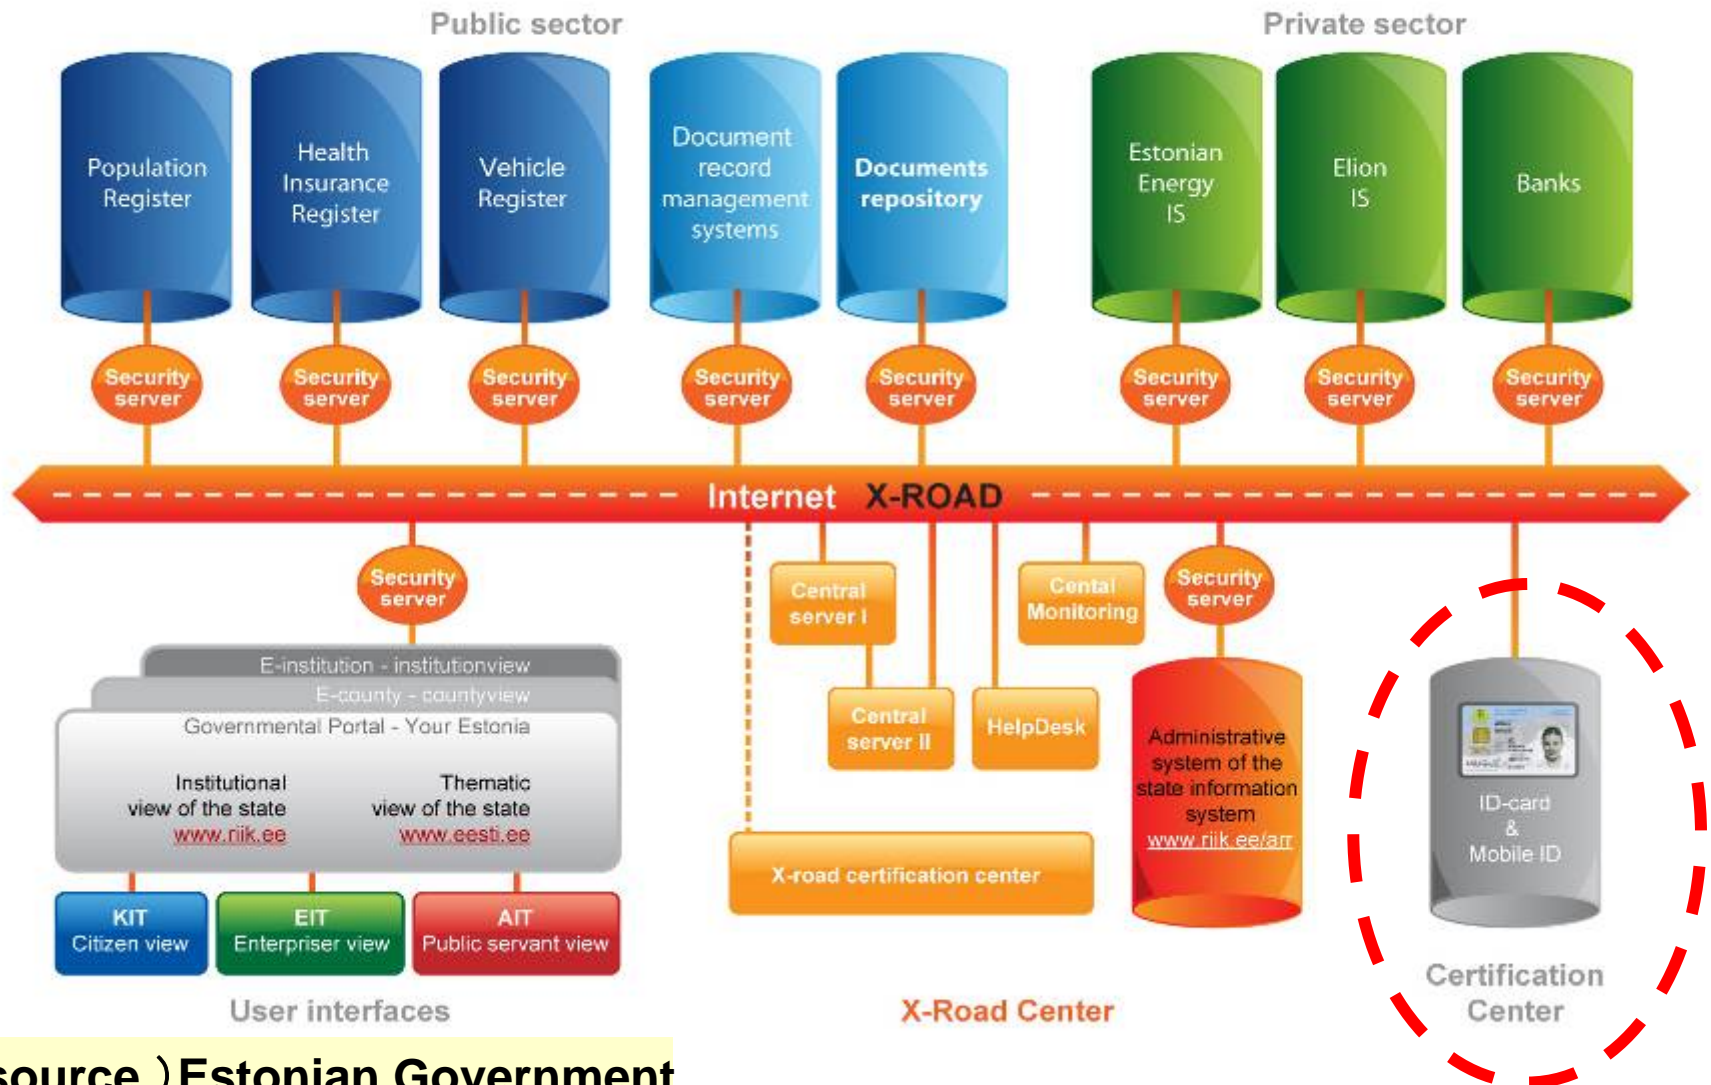 Public sector
Private sector
Population
Register
Health
Insurance
Register
Vehicle
Register
Document
record
management
systems
Documents
repository
Estonian
Energy
IS
Elion
IS
Banks
Security
server
Security
server
Security
server
Security
server
Security
server
Security
server
Security
server
Security
server
Internet X-ROAD
Security
server
E-institution - institutionview
E-county - countyview
Governmental Portal - Your Estonia
Institutional
view of the state
www.riik.ee
Thematic
view of the state
www.eesti.ee
KIT
Citizen view
EIT
Enterpriser view
AIT
Public servant view
User interfaces
Central
server I
Central
server II
HelpDesk
Cental
Monitoring
X-road certification center
Security
server
Administrative
system of the
state information
system
www.riik.ee/arr
X-Road Center
ID-card
&
Mobile ID
Certification
Center
source ）Estonian Government